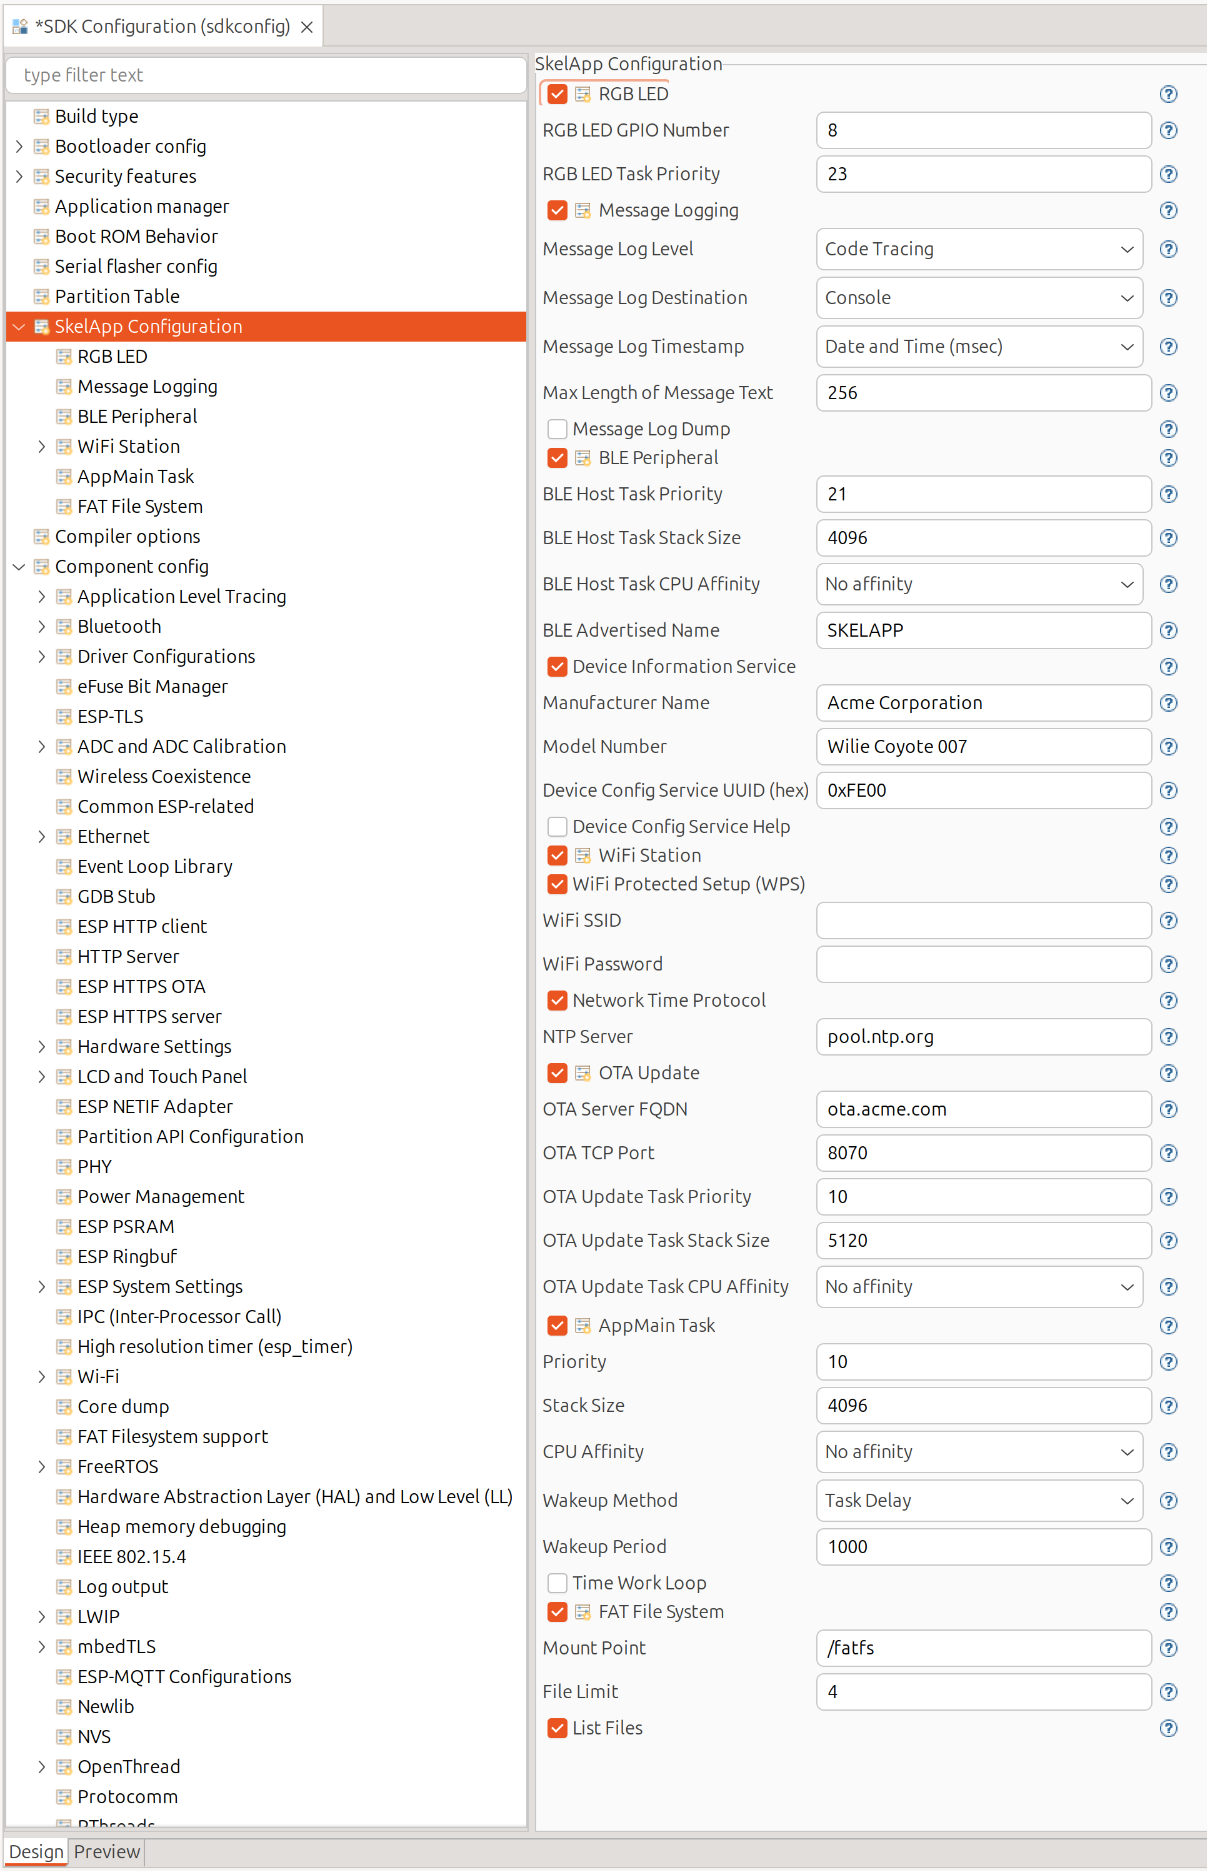 *SDK Configuration (sdkconfig)
type filter text
Build type
Bootloader config
Security features
Application manager
Boot ROM Behavior
Serial flasher config
Partition Table
SkelApp Configuration
RGB LED
Message Logging
BLE Peripheral
WiFi Station
AppMain Task
FAT File System
Compiler options
Component config
Application Level Tracing
Bluetooth
Driver Configurations
eFuse Bit Manager
ESP-TLS
ADC and ADC Calibration
Wireless Coexistence
Common ESP-related
Ethernet
Event Loop Library
GDB Stub
ESP HTTP client
HTTP Server
ESP HTTPS OTA
ESP HTTPS server
Hardware Settings
LCD and Touch Panel
ESP NETIF Adapter
Partition API Configuration
PHY
Power Management
ESP PSRAM
ESP Ringbuf
ESP System Settings
IPC (Inter-Processor Call)
High resolution timer (esp_timer)
Wi-Fi
Core dump
FAT Filesystem support
FreeRTOS
Hardware Abstraction Layer (HAL) and Low Level (LL)
Heap memory debugging
IEEE 802.15.4
Log output
LWIP
mbedTLS
ESP-MQTT Configurations
Newlib
NVS
OpenThread
Protocomm
PThreads
SkelApp Configuration
RGB LED
RGB LED GPIO Number 8
RGB LED Task Priority 23
Message Logging
Message Log Level Code Tracing
Message Log Destination Console
Message Log Timestamp Date and Time (msec)
Max Length of Message Text 256
Message Log Dump
BLE Peripheral
BLE Host Task Priority 21
BLE Host Task Stack Size 4096
BLE Host Task CPU Affinity No affinity
BLE Advertised Name SKELAPP
Device Information Service
Manufacturer Name Acme Corporation
Model Number Wilie Coyote 007
Device Config Service UUID (hex) 0xFE00
Device Config Service Help
WiFi Station
WiFi Protected Setup (WPS)
WiFi SSID
WiFi Password
Network Time Protocol
NTP Server pool.ntp.org
OTA Update
OTA Server FQDN ota.acme.com
OTA TCP Port 8070
OTA Update Task Priority 10
OTA Update Task Stack Size 5120
OTA Update Task CPU Affinity No affinity
AppMain Task
Priority 10
Stack Size 4096
CPU Affinity No affinity
Wakeup Method Task Delay
Wakeup Period 1000
Time Work Loop
FAT File System
Mount Point /fatfs
File Limit 4
List Files
Design Preview